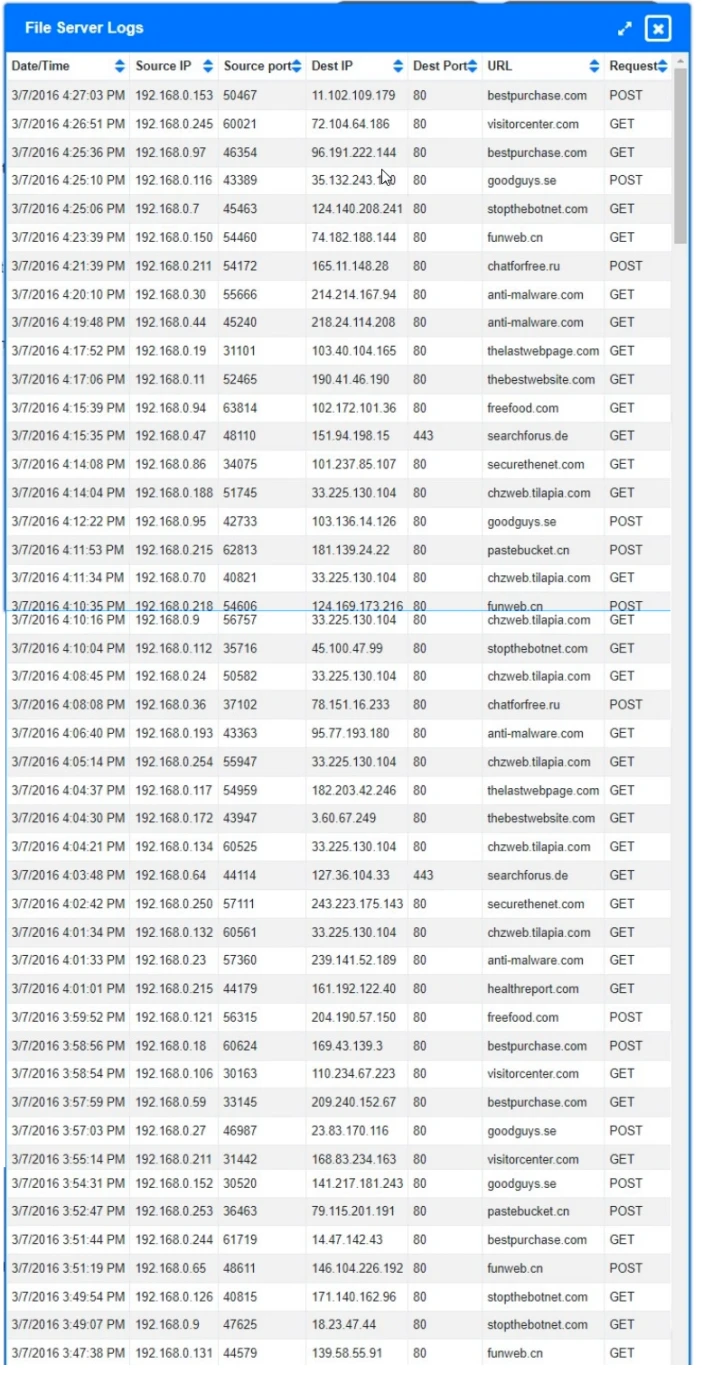 File Server Logs
Date/Time Source IP Source port Dest IP Dest Port URL Request
3/7/2016 4:27:03 PM 192.168.0.153 50467 11.102.109.179 80 bestpurchase.com POST
3/7/2016 4:26:51 PM 192.168.0.245 60021 72.104.64.186 80 visitorcenter.com GET
3/7/2016 4:25:36 PM 192.168.0.97 46354 96.191.222.144 80 bestpurchase.com GET
3/7/2016 4:25:10 PM 192.168.0.116 43389 80 goodguys.se POST
3/7/2016 4:25:06 PM 192.168.0.7 45463 124.140.208.241 80 stopthebotnet.com GET
3/7/2016 4:23:39 PM 192.168.0.150 54460 74.182.188.144 80 funweb.cn GET
3/7/2016 4:21:39 PM 192.168.0.211 54172 165.11.148.28 80 chatforfree.ru POST
3/7/2016 4:20:10 PM 192.168.0.30 55666 214.214.167.94 80 anti-malware.com GET
3/7/2016 4:19:48 PM 192.168.0.44 45240 218.24.114.208 80 anti-malware.com GET
3/7/2016 4:17:52 PM 192.168.0.19 31101 103.40.104.165 80 thelastwebpage.com GET
3/7/2016 4:17:06 PM 192.168.0.11 52465 190.41.46.190 80 thebestwebsite.com GET
3/7/2016 4:15:39 PM 192.168.0.94 63814 102.172.101.36 80 freefood.com GET
3/7/2016 4:15:35 PM 192.168.0.47 48110 151.94.198.15 443 searchforus.de GET
3/7/2016 4:14:08 PM 192.168.0.86 34075 101.237.85.107 80 securethenet.com GET
3/7/2016 4:14:04 PM 192.168.0.188 51745 33.225.130.104 80 chzweb.tilapia.com GET
3/7/2016 4:12:22 PM 192.168.0.95 42733 103.136.14.126 80 goodguys.se POST
3/7/2016 4:11:53 PM 192.168.0.215 62813 181.139.24.22 80 pastebucket.cn POST
3/7/2016 4:11:34 PM 192.168.0.70 40821 33.225.130.104 80 chzweb.tilapia.com GET
3/7/2016 4:10:35 PM 192.168.0.218 54606 124.169.173.216 80 funweb.cn POST
3/7/2016 4:10:16 PM 192.168.0.9 56757 33.225.130.104 80 chzweb.tilapia.com GET
3/7/2016 4:10:04 PM 192.168.0.112 35716 45.100.47.99 80 stopthebotnet.com GET
3/7/2016 4:08:45 PM 192.168.0.24 50582 33.225.130.104 80 chzweb.tilapia.com GET
3/7/2016 4:08:08 PM 192.168.0.36 37102 78.151.16.233 80 chatforfree.ru POST
3/7/2016 4:06:40 PM 192.168.0.193 43363 95.77.193.180 80 anti-malware.com GET
3/7/2016 4:05:14 PM 192.168.0.254 55947 33.225.130.104 80 chzweb.tilapia.com GET
3/7/2016 4:04:37 PM 192.168.0.117 54959 182.203.42.246 80 thelastwebpage.com GET
3/7/2016 4:04:30 PM 192.168.0.172 43947 3.60.67.249 80 thebestwebsite.com GET
3/7/2016 4:04:21 PM 192.168.0.134 60525 33.225.130.104 80 chzweb.tilapia.com GET
3/7/2016 4:03:48 PM 192.168.0.64 44114 127.36.104.33 443 searchforus.de GET
3/7/2016 4:02:42 PM 192.168.0.250 57111 243.223.175.143 80 securethenet.com GET
3/7/2016 4:01:34 PM 192.168.0.132 60561 33.225.130.104 80 chzweb.tilapia.com GET
3/7/2016 4:01:33 PM 192.168.0.23 57360 239.141.52.189 80 anti-malware.com GET
3/7/2016 4:01:01 PM 192.168.0.215 44179 161.192.122.40 80 healthreport.com GET
3/7/2016 3:59:52 PM 192.168.0.121 56315 204.190.57.150 80 freefood.com POST
3/7/2016 3:58:56 PM 192.168.0.18 60624 169.43.139.3 80 bestpurchase.com POST
3/7/2016 3:58:54 PM 192.168.0.106 30163 110.234.67.223 80 visitorcenter.com GET
3/7/2016 3:57:59 PM 192.168.0.59 33145 209.240.152.67 80 bestpurchase.com GET
3/7/2016 3:57:03 PM 192.168.0.27 46987 23.83.170.116 80 goodguys.se POST
3/7/2016 3:55:14 PM 192.168.0.211 31442 168.83.234.163 80 visitorcenter.com GET
3/7/2016 3:54:31 PM 192.168.0.152 30520 141.217.181.243 80 goodguys.se POST
3/7/2016 3:52:47 PM 192.168.0.253 36463 79.115.201.191 80 pastebucket.cn POST
3/7/2016 3:51:44 PM 192.168.0.244 61719 14.47.142.43 80 bestpurchase.com GET
3/7/2016 3:51:19 PM 192.168.0.65 48611 146.104.226.192 80 funweb.cn POST
3/7/2016 3:49:54 PM 192.168.0.126 40815 171.140.162.96 80 stopthebotnet.com GET
3/7/2016 3:49:07 PM 192.168.0.9 47625 18.23.47.44 80 stopthebotnet.com GET
3/7/2016 3:47:38 PM 192.168.0.131 44579 139.58.55.91 80 funweb.cn GET